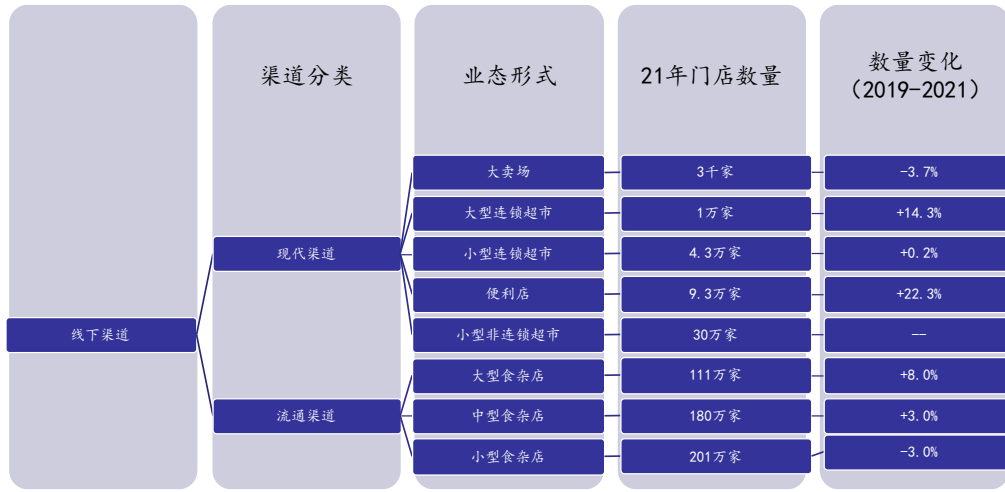 渠道分类
业态形式
21年门店数量
数量变化
（2019-2021）
大卖场
3千家
-3.7%
大型连锁超市
1万家
+14.3%
现代渠道
小型连锁超市
4.3万家
+0.2%
便利店
9.3万家
+22.3%
线下渠道
小型非连锁超市
30万家
--
大型食杂店
111万家
+8.0%
流通渠道
中型食杂店
180万家
+3.0%
小型食杂店
201万家
-3.0%